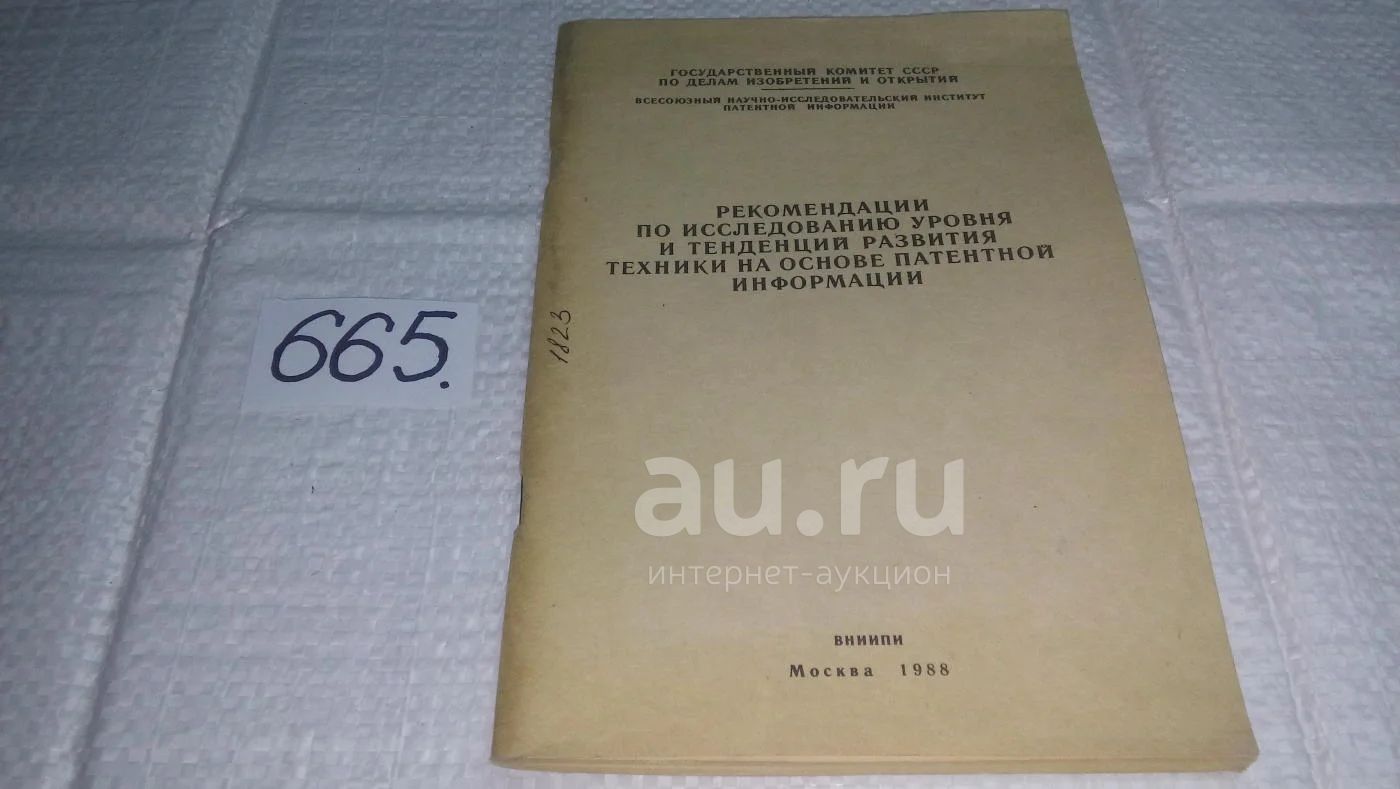 ГОСУДАРСТВЕННЫЙ КОМИТЕТ СССР
ПО ДЕЛАМ ИЗОБРЕТЕНИЙ И ОТКРЫТИЙ
ВСЕСОЮЗНЫЙ НАУЧНО-ИССЛЕДОВАТЕЛЬСКИЙ ИНСТИТУТ
ПАТЕНТНОЙ ИНФОРМАЦИИ
РЕКОМЕНДАЦИИ
ПО ИССЛЕДОВАНИЮ УРОВНЯ
И ТЕНДЕНЦИЙ РАЗВИТИЯ
ТЕХНИКИ НА ОСНОВЕ ПАТЕНТНОЙ
ИНФОРМАЦИИ
1823
665.
au.ru
интернет-аукцион
ВНИИПИ
Москва 1988